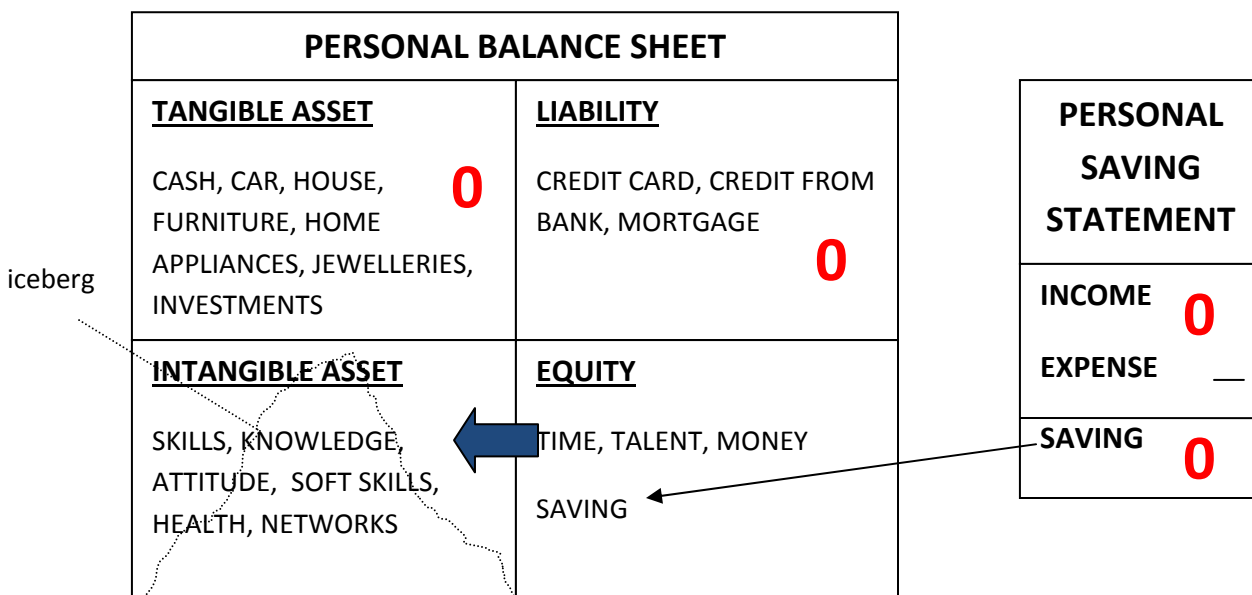 PERSONAL BALANCE SHEET
TANGIBLE ASSET
CASH, CAR, HOUSE,
FURNITURE, HOME
APPLIANCES, JEWELLERIES,
INVESTMENTS
0
LIABILITY
CREDIT CARD, CREDIT FROM
BANK, MORTGAGE
0
iceberg
INTANGIBLE ASSET
SKILLS, KNOWLEDGE,
ATTITUDE, SOFT SKILLS,
HEALTH, NETWORKS
EQUITY
TIME, TALENT, MONEY
SAVING
PERSONAL
SAVING
STATEMENT
INCOME 0
EXPENSE _
SAVING 0